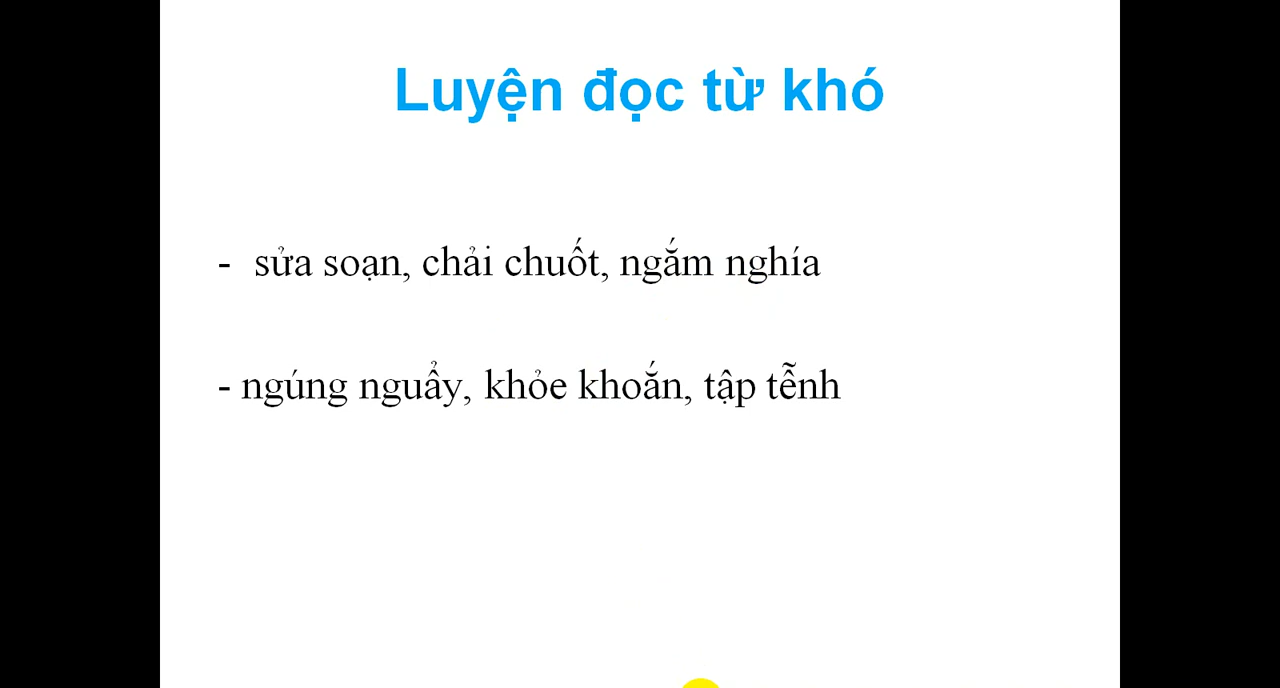 Luyện đọc từ khó
- sửa soạn, chải chuốt, ngắm nghía
- ngúng nguẩy, khỏe khoắn, tập tễnh